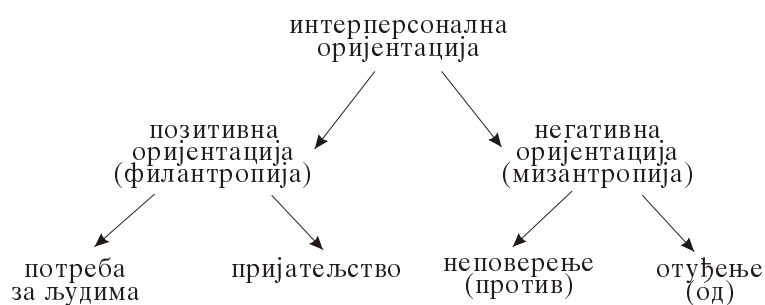 интерперсонална
оријентација
позитивна
оријентација
(филантропија)
негативна
оријентација
(мизантропија)
потреба
за људима
пријатељство
неповерење
(против)
отуђење
(од)